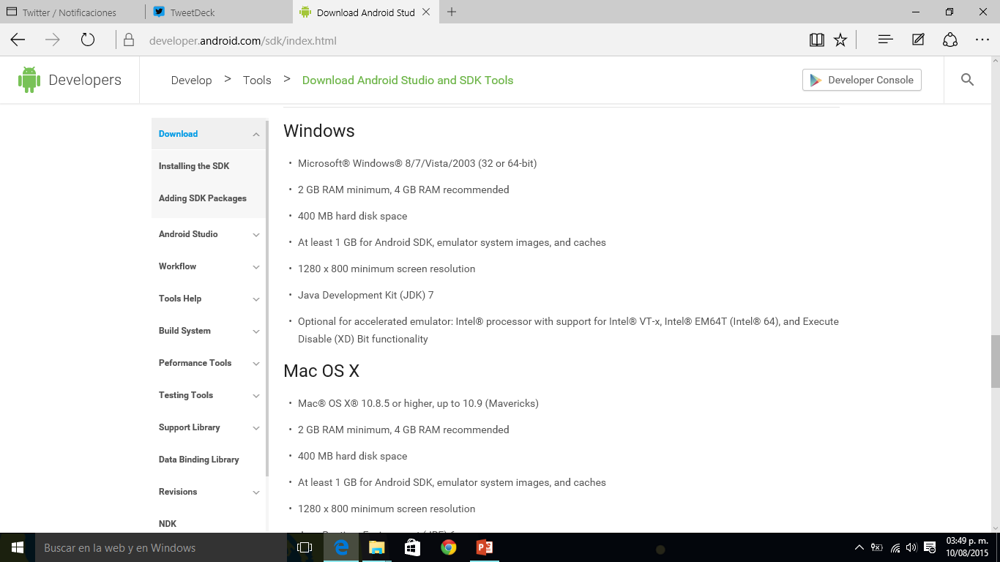 Twitter / Notificaciones
TweetDeck
Download Android Stud
developer.android.com/sdk/index.html
Developers
Develop > Tools > Download Android Studio and SDK Tools
Developer Console
Download
Installing the SDK
Adding SDK Packages
Android Studio
Workflow
Tools Help
Build System
Peformance Tools
Testing Tools
Support Library
Data Binding Library
Revisions
NDK
Windows
• Microsoft® Windows® 8/7/Vista/2003 (32 or 64-bit)
• 2 GB RAM minimum, 4 GB RAM recommended
• 400 MB hard disk space
• At least 1 GB for Android SDK, emulator system images, and caches
• 1280 x 800 minimum screen resolution
• Java Development Kit (JDK) 7
• Optional for accelerated emulator: Intel® processor with support for Intel® VT-x, Intel® EM64T (Intel® 64), and Execute
Disable (XD) Bit functionality
Mac OS X
• Mac® OS X® 10.8.5 or higher, up to 10.9 (Mavericks)
• 2 GB RAM minimum, 4 GB RAM recommended
• 400 MB hard disk space
• At least 1 GB for Android SDK, emulator system images, and caches
• 1280 x 800 minimum screen resolution
Buscar en la web y en Windows
03:49 p. m.
10/08/2015